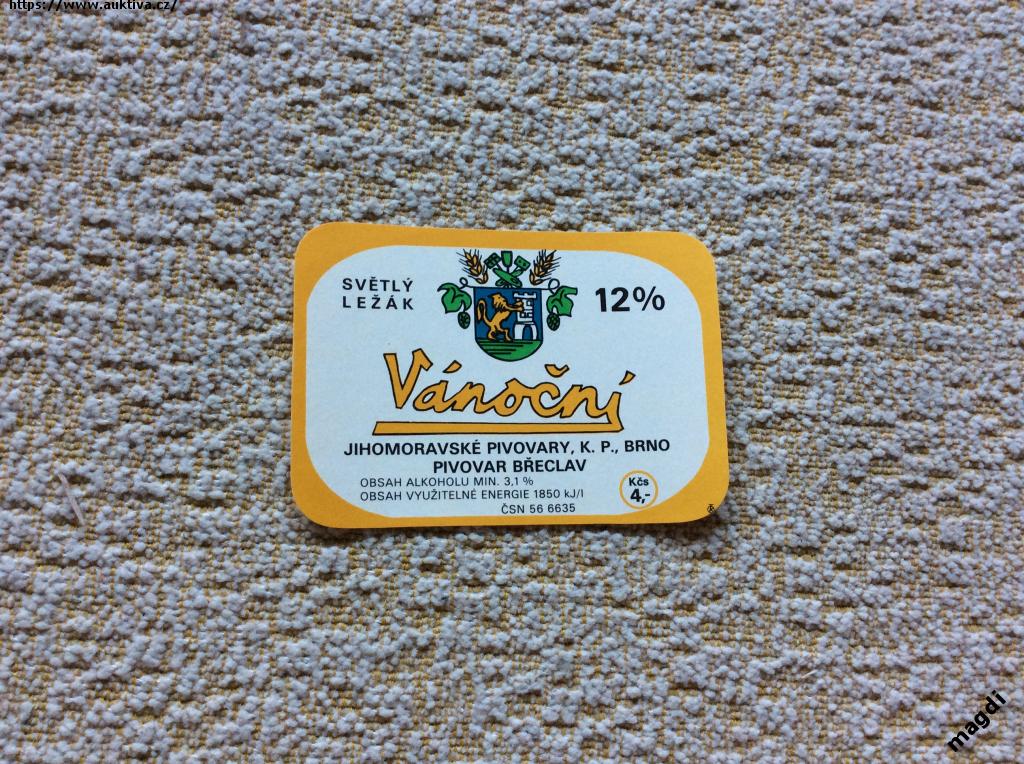 https://www.auktiva.cz/
SVĚTLÝ
LEŽÁK
12%
Vánoční
JIHOMORAVSKÉ PIVOVARY, K. P., BRNO
PIVOVAR BŘECLAV
OBSAH ALKOHOLU MIN. 3,1 %
OBSAH VYUŽITELNÉ ENERGIE 1850 kJ/l
ČSN 56 6635
Kčs
4,-
magdi